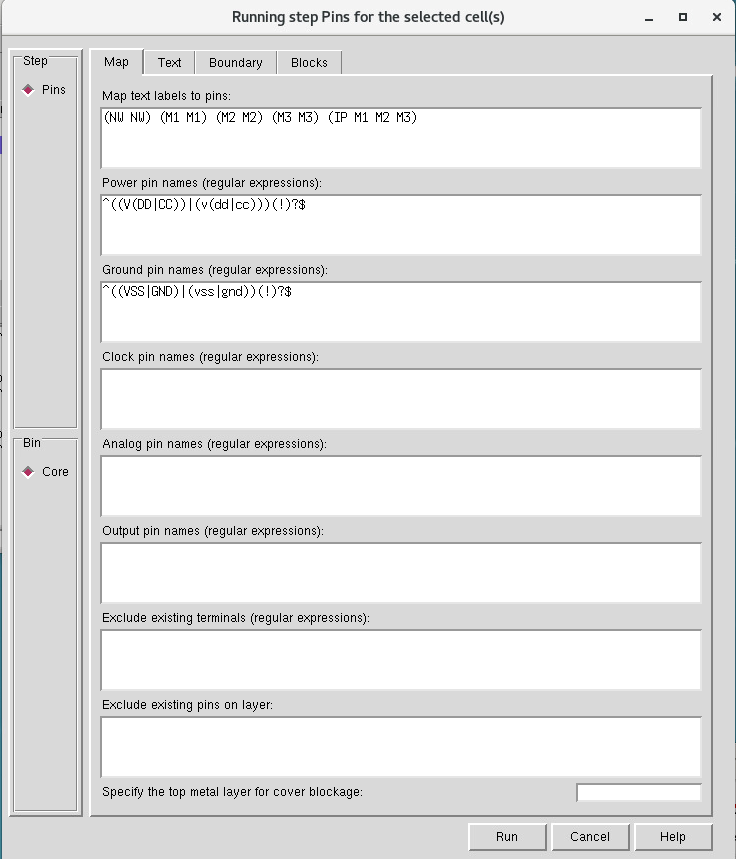 Running step Pins for the selected cell(s)
Step
Pins
Bin
Core
Map Text Boundary Blocks
Map text labels to pins:
(NW NW) (M1 M1) (M2 M2) (M3 M3) (IP M1 M2 M3)
Power pin names (regular expressions):
^((V(DD|CC))|(v(dd|cc)))(!)?$
Ground pin names (regular expressions):
^((VSS|GND)|(vss|gnd))(!)?$
Clock pin names (regular expressions):
Analog pin names (regular expressions):
Output pin names (regular expressions):
Exclude existing terminals (regular expressions):
Exclude existing pins on layer:
Specify the top metal layer for cover blockage:
Run Cancel Help